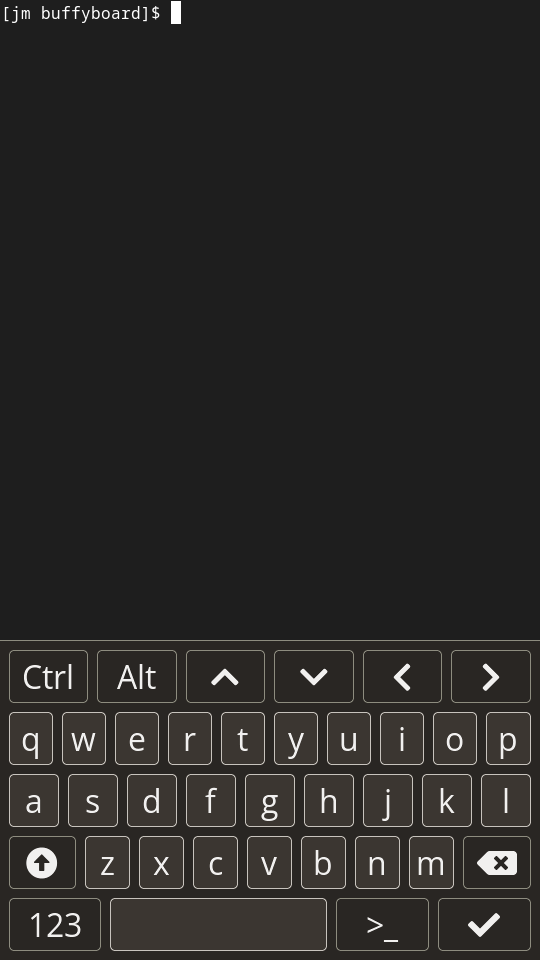 [jm buffyboard]$
Ctrl Alt
q w e r t y u i o p
a s d f g h j k l
z x c v b n m
123 >_